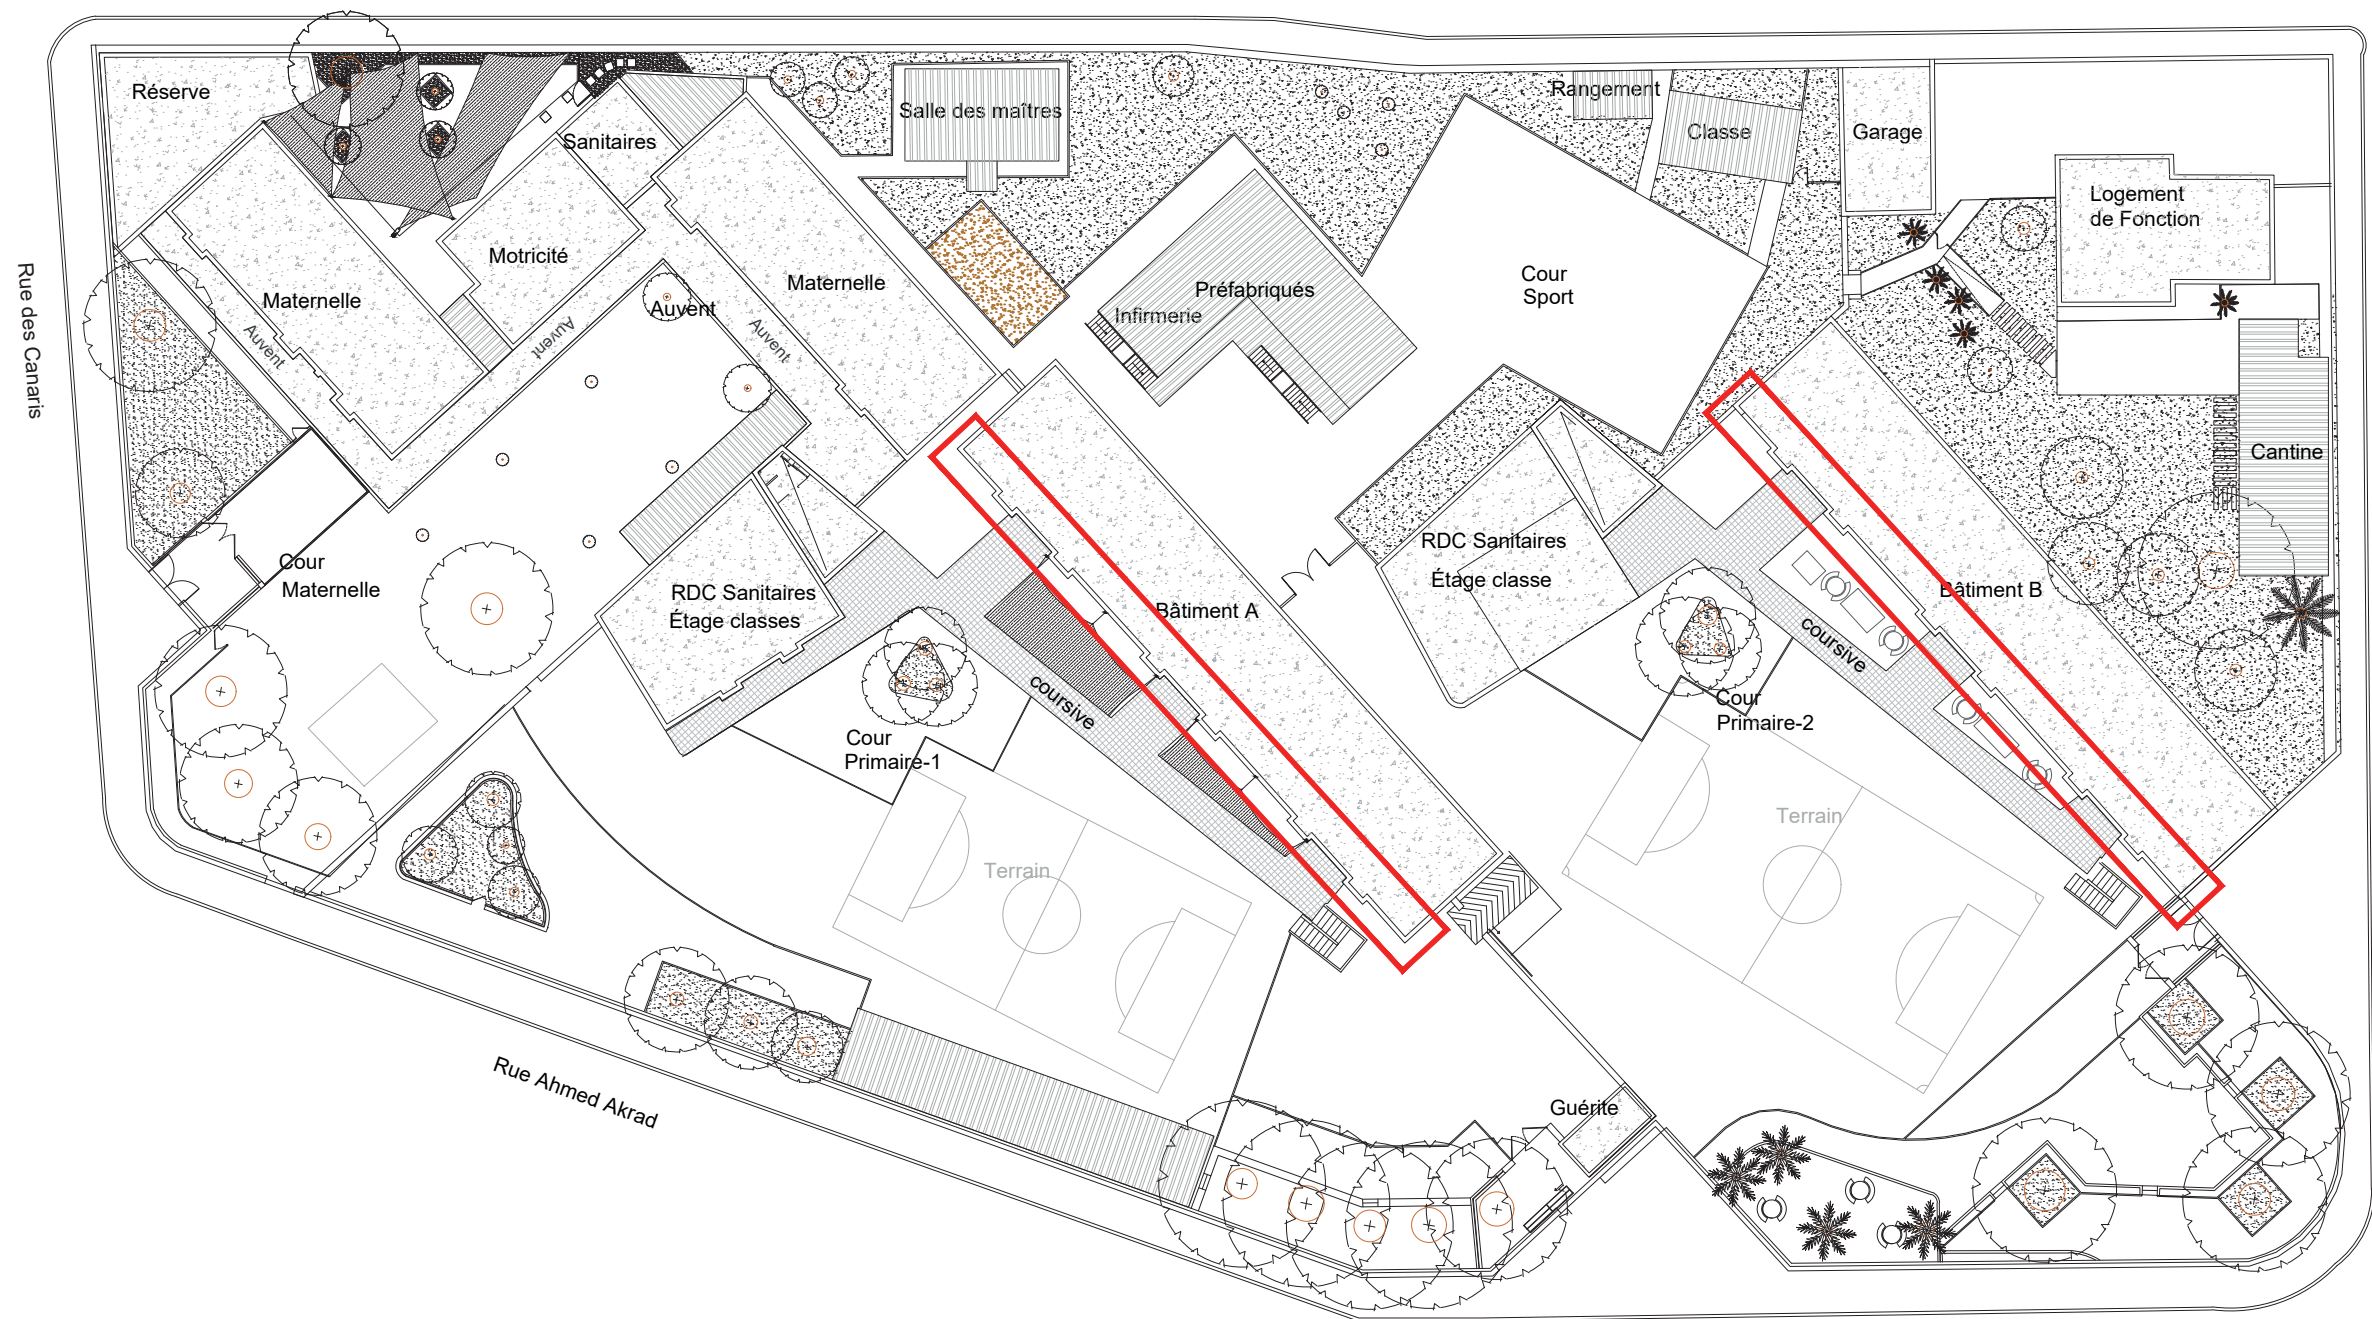 Réserve
Salle des maîtres
Rangement
Classe
Garage
Sanitaires
Logement
de Fonction
Motricité
Maternelle
Auvent
Auvent
Auvent
Auvent
Maternelle
Préfabriqués
Infirmerie
Cour
Sport
Rue des Canaris
Cantine
Cour
Maternelle
RDC Sanitaires
Étage classes
Bâtiment A
RDC Sanitaires
Étage classe
Bâtiment B
coursive
coursive
Cour
Primaire-1
Cour
Primaire-2
Terrain
Terrain
Rue Ahmed Akrad
Guérite